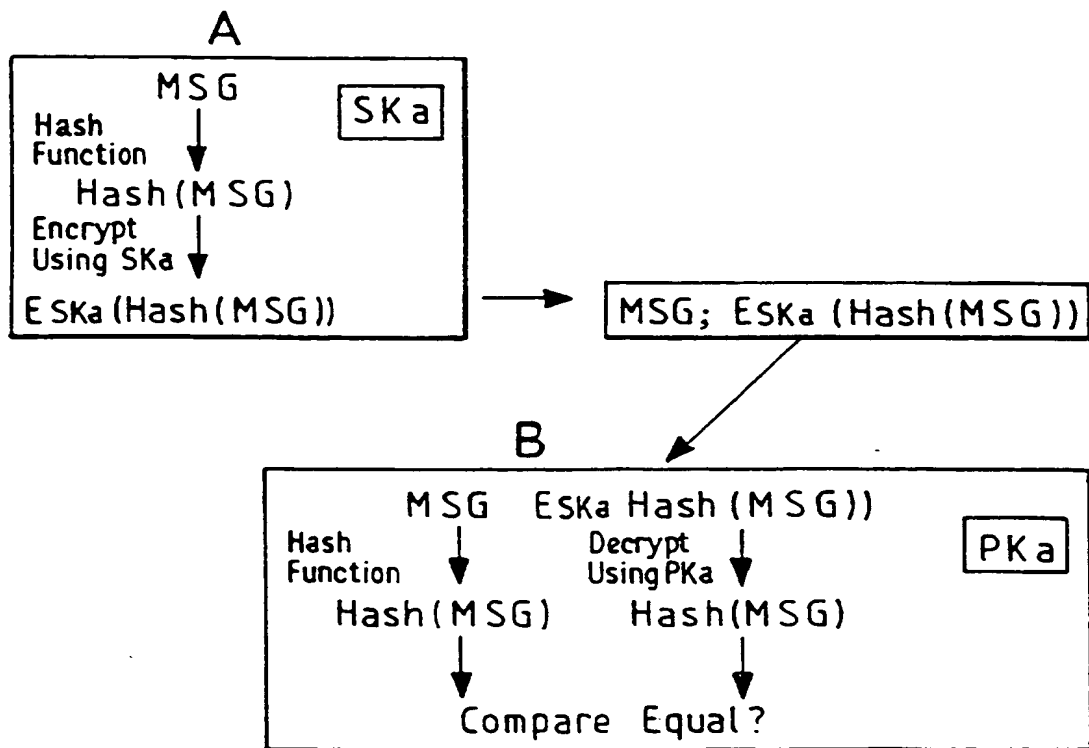 A
MSG
SKa
Hash
Function
Hash(MSG)
Encrypt
Using SKa
ESKa(Hash(MSG))
MSG; ESKa (Hash(MSG))
B
MSG ESKa Hash(MSG))
PKa
Hash
Function
Decrypt
Using PKa
Hash(MSG) Hash(MSG)
Compare Equal?